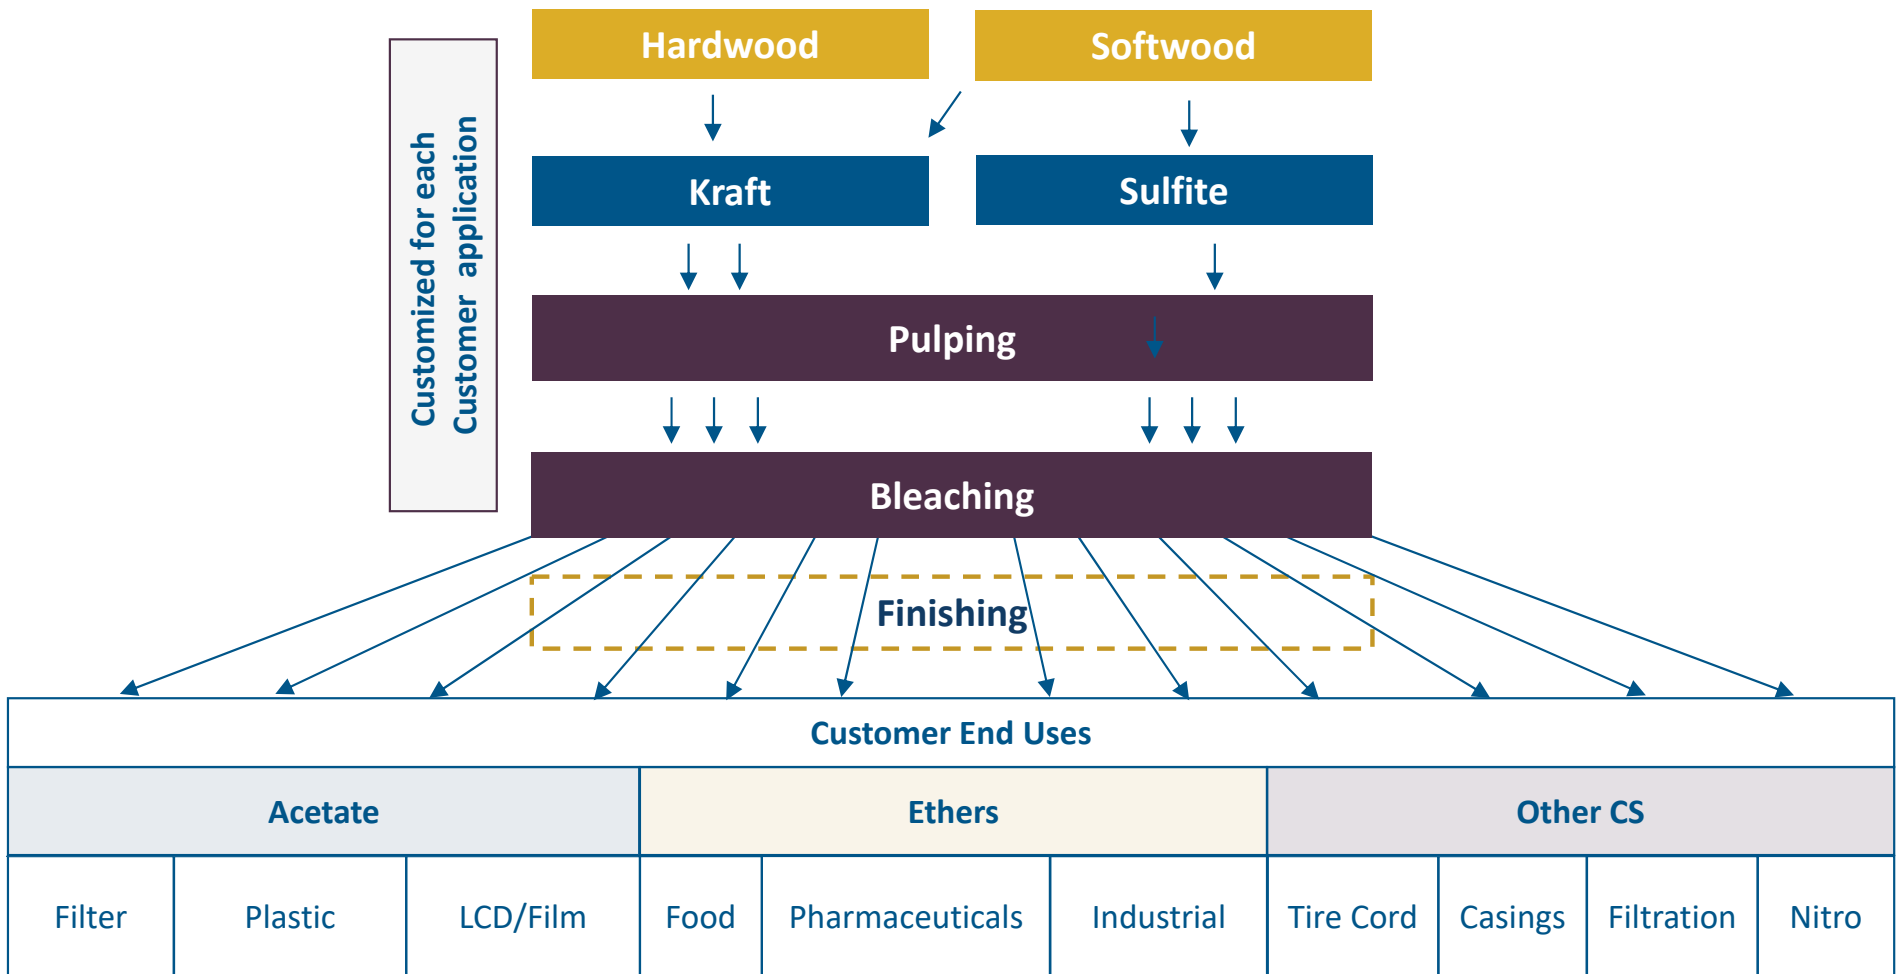 Hardwood
Softwood
Customized for each
Customer application
Kraft
Sulfite
Pulping
Bleaching
Finishing
Customer End Uses
Acetate
Ethers
Other CS
Filter
Plastic
LCD/Film
Food
Pharmaceuticals
Industrial
Tire Cord
Casings
Filtration
Nitro